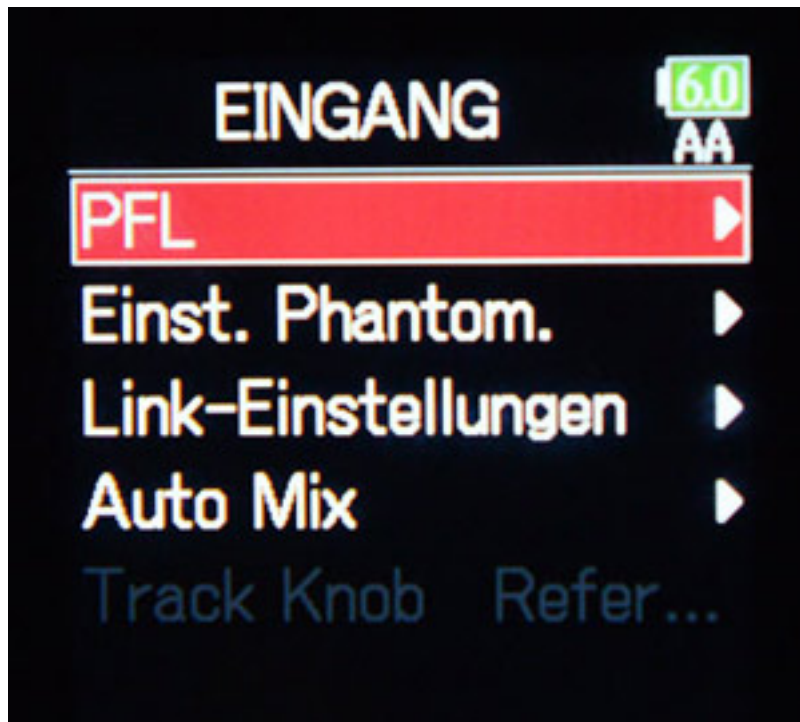 EINGANG
6.0
AA
PFL
Einst. Phantom.
Link-Einstellungen
Auto Mix
Track Knob Refer...